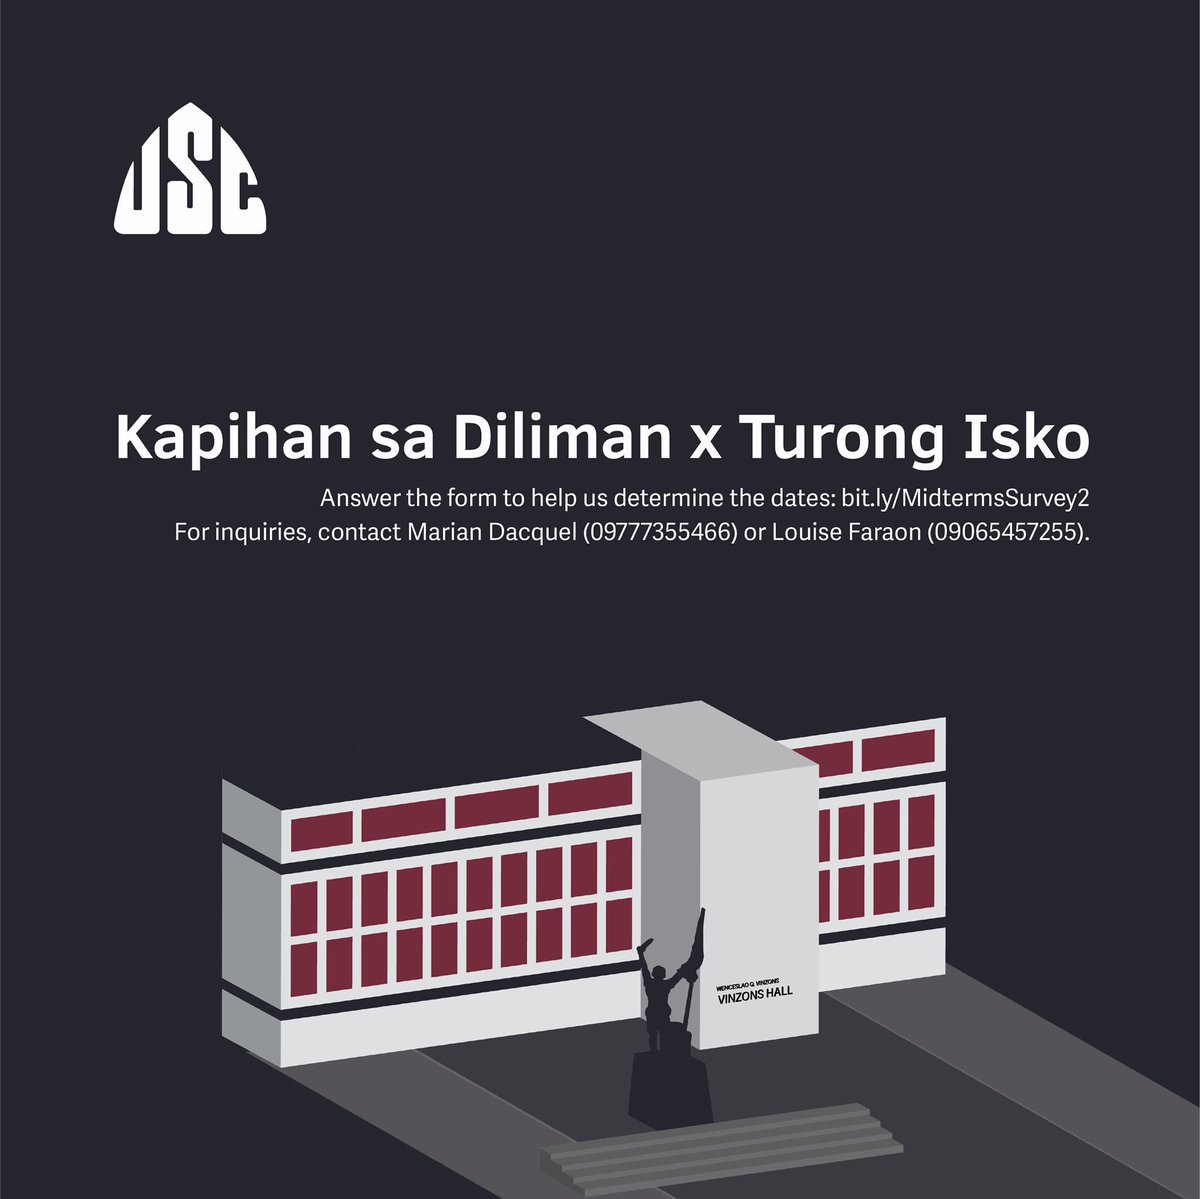 USC
Kapihan sa Diliman x Turong Isko
Answer the form to help us determine the dates: bit.ly/MidtermsSurvey2
For inquiries, contact Marian Dacquel (09777355466) or Louise Faraon (09065457255).
WENCESLAO Q. VINZONS
VINZONS HALL